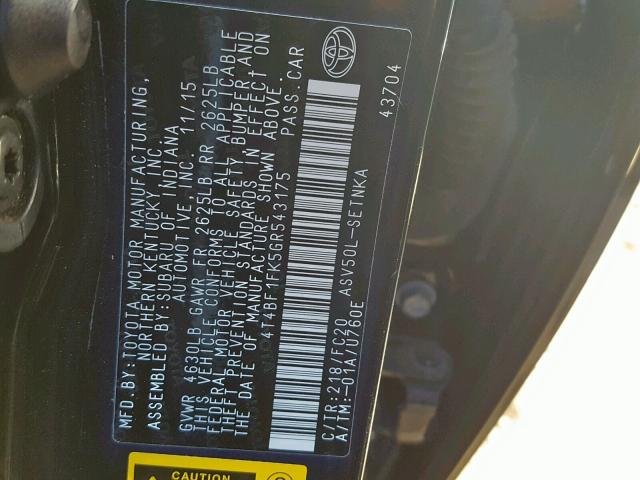 MFD.BY:TOYOTA MOTOR MANUFACTURING,
NORTHERN KENTUCKY INC.
ASSEMBLED BY:SUBARU OF INDIANA
AUTOMOTIVE, INC. 11/15
GVWR 4630LB GAWR FR 2625LB RR 2625LB
THIS VEHICLE CONFORMS TO ALL APPLICABLE
FEDERAL MOTOR VEHICLE SAFETY, BUMPER, AND
THEFT PREVENTION STANDARDS IN EFFECT ON
THE DATE OF MANUFACTURE SHOWN ABOVE.
4T4BF1FK5GR543175 PASS.CAR
C/TR:218/FC20 ASV50L-SETNKA
A/TM:-01A/U760E 43704
CAUTION